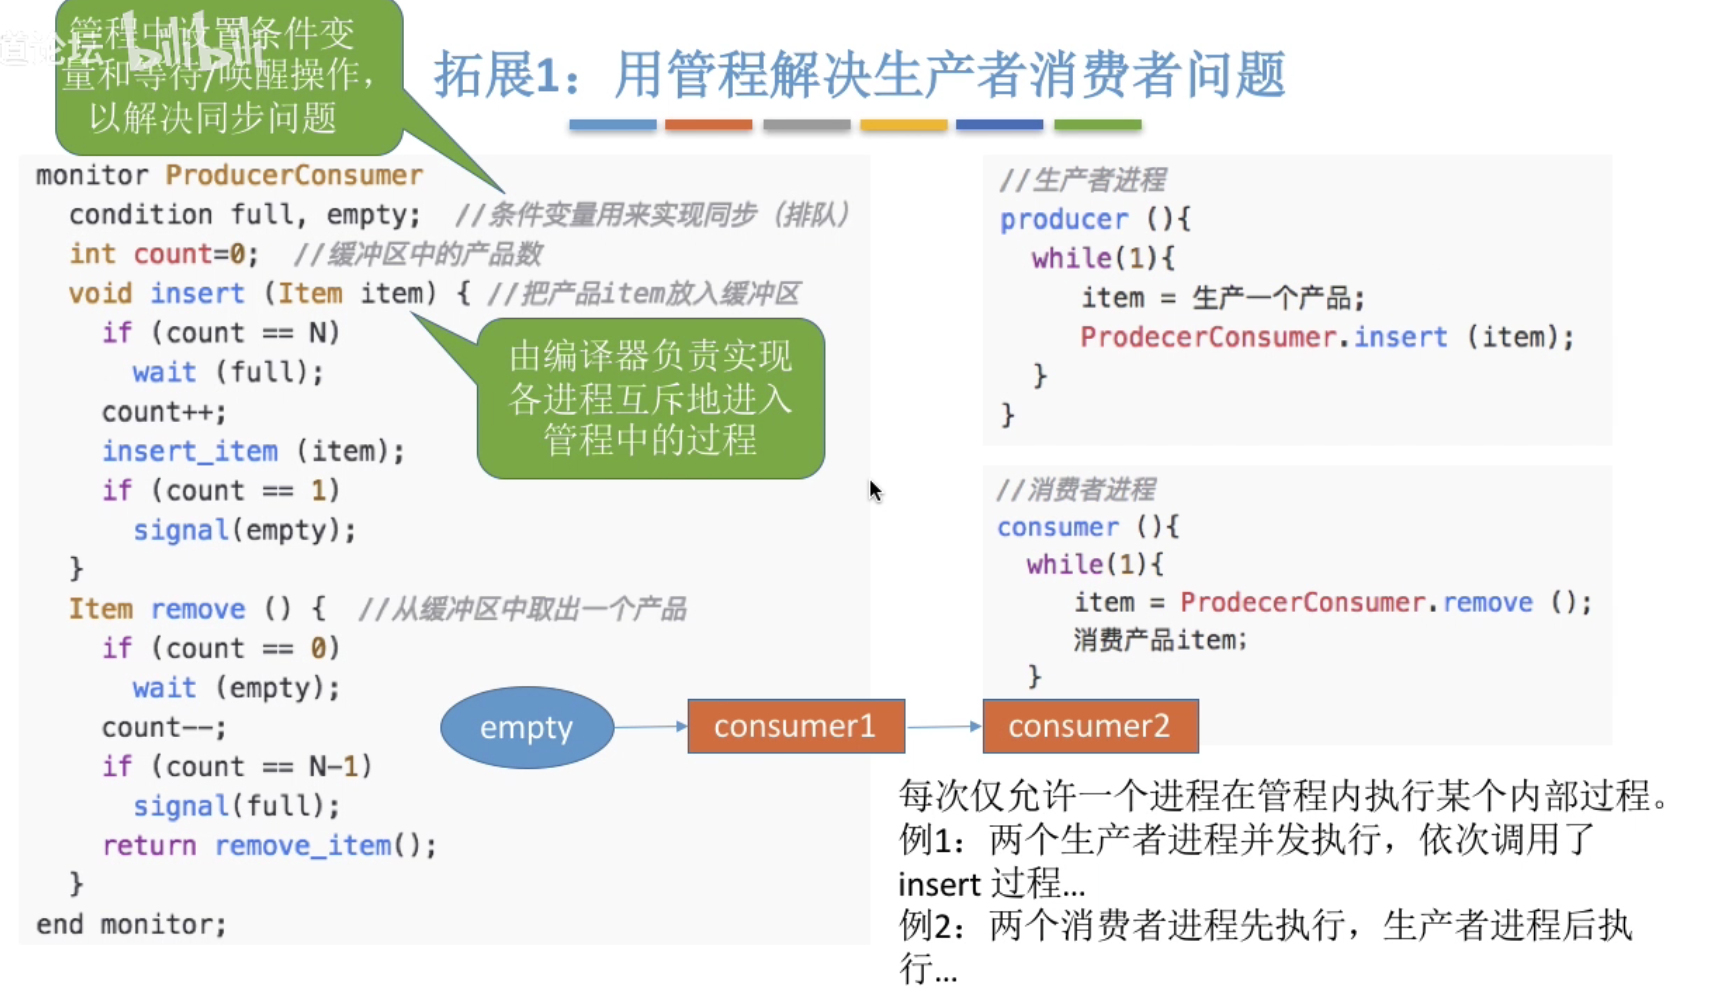 管程中设置条件变
量和等待/唤醒操作，
以解决同步问题
bilibili
拓展1：用管程解决生产者消费者问题
monitor ProducerConsumer
condition full, empty; //条件变量用来实现同步（排队）
int count=0; //缓冲区中的产品数
void insert (Item item) { //把产品item放入缓冲区
if (count == N)
wait (full);
count++;
insert_item (item);
if (count == 1)
signal(empty);
}
由编译器负责实现
各进程互斥地进入
管程中的过程
Item remove () { //从缓冲区中取出一个产品
if (count == 0)
wait (empty);
count--;
if (count == N-1)
signal(full);
return remove_item();
}
end monitor;
//生产者进程
producer (){
while(1){
item = 生产一个产品;
ProdecerConsumer.insert (item);
}
}
//消费者进程
consumer (){
while(1){
item = ProdecerConsumer.remove ();
消费产品item;
}
empty
consumer1
consumer2
每次仅允许一个进程在管程内执行某个内部过程。
例1：两个生产者进程并发执行，依次调用了
insert 过程...
例2：两个消费者进程先执行，生产者进程后执
行...